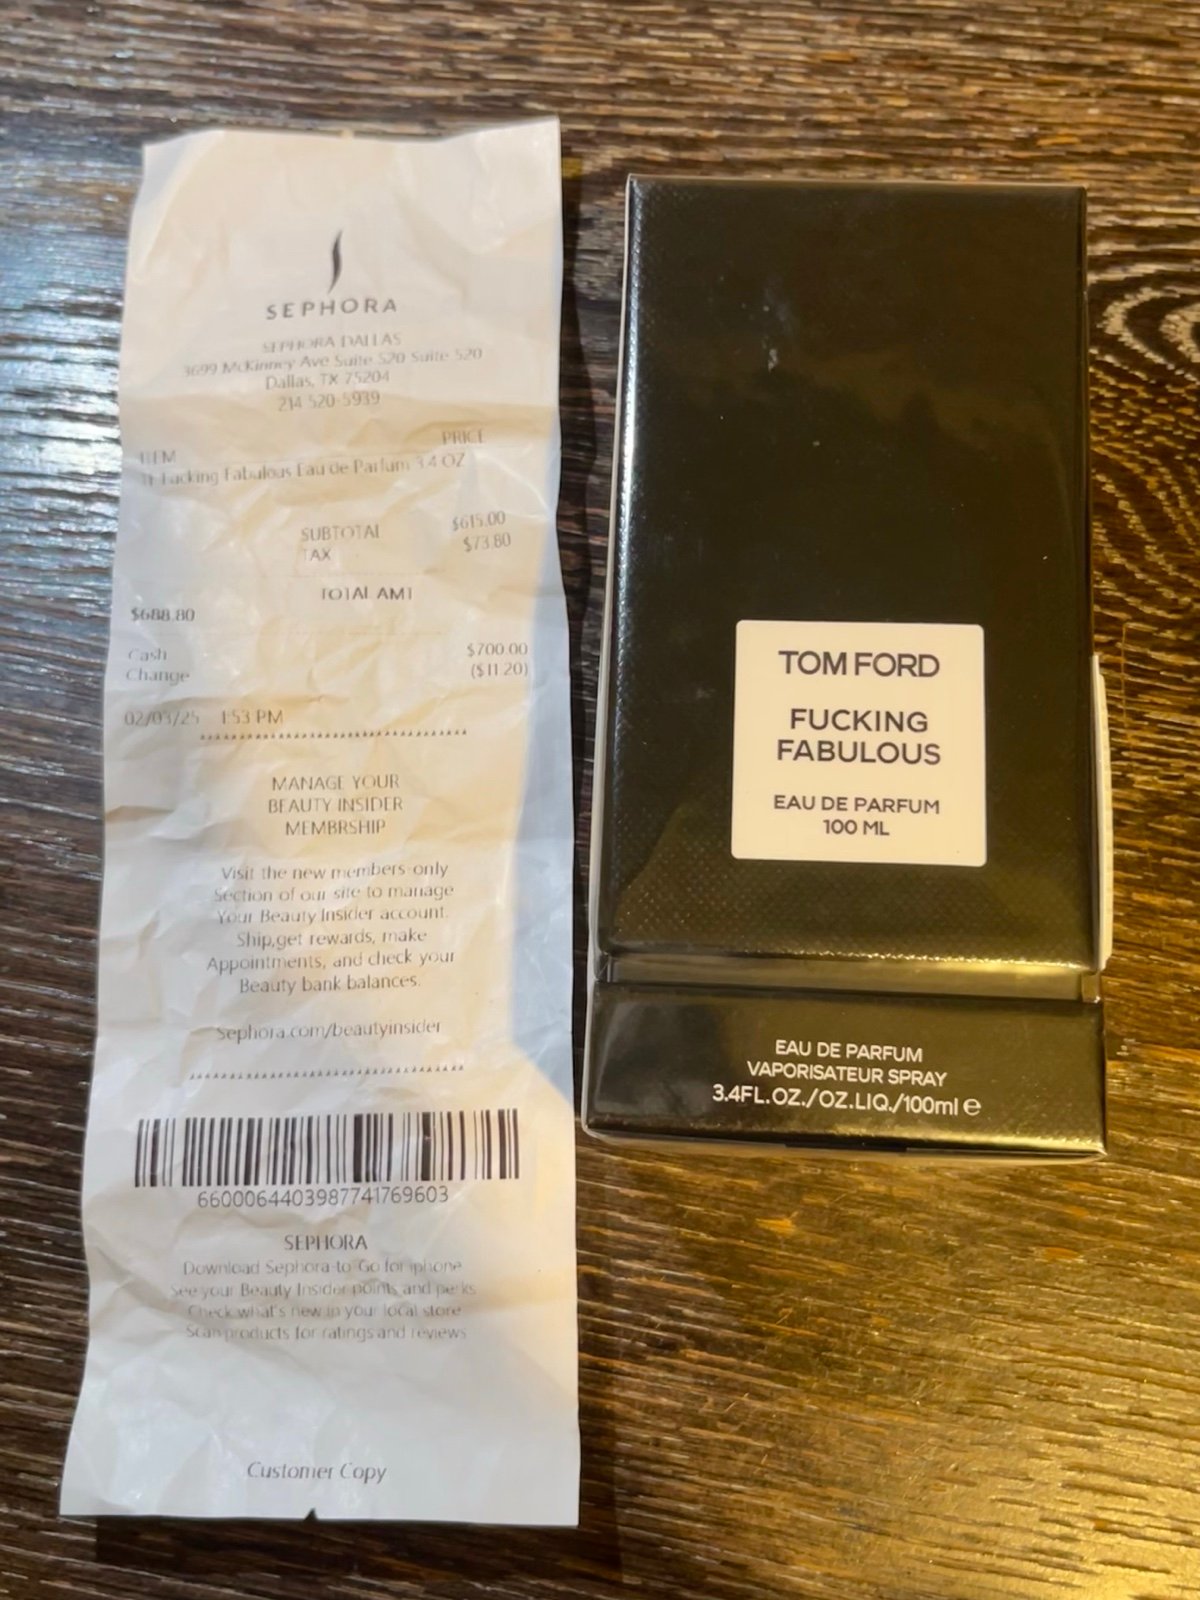 SEPHORA
SEPHORA DALLAS
3699 McKinney Ave Suite 520 Suite 520
Dallas, TX 75204
214 520-5939
ITEM PRICE
TF Fucking Fabulous Eau de Parfum 3.4 OZ
SUBTOTAL $615.00
TAX $73.80
TOTAL AMT
$688.80
Cash $700.00
Change ($11.20)
02/03/25 1:53 PM
MANAGE YOUR
BEAUTY INSIDER
MEMBRSHIP
Visit the new members-only
Section of our site to manage
Your Beauty Insider account.
Ship,get rewards, make
Appointments, and check your
Beauty bank balances.
Sephora.com/beautyinsider
6600064403987741769603
SEPHORA
Download Sephora-to-Go for iphone
See your Beauty Insider points and perks
Check what's new in your local store
Scan products for ratings and reviews
Customer Copy
TOM FORD
FUCKING
FABULOUS
EAU DE PARFUM
100 ML
EAU DE PARFUM
VAPORISATEUR SPRAY
3.4FL.OZ./OZ.LIQ./100ml e